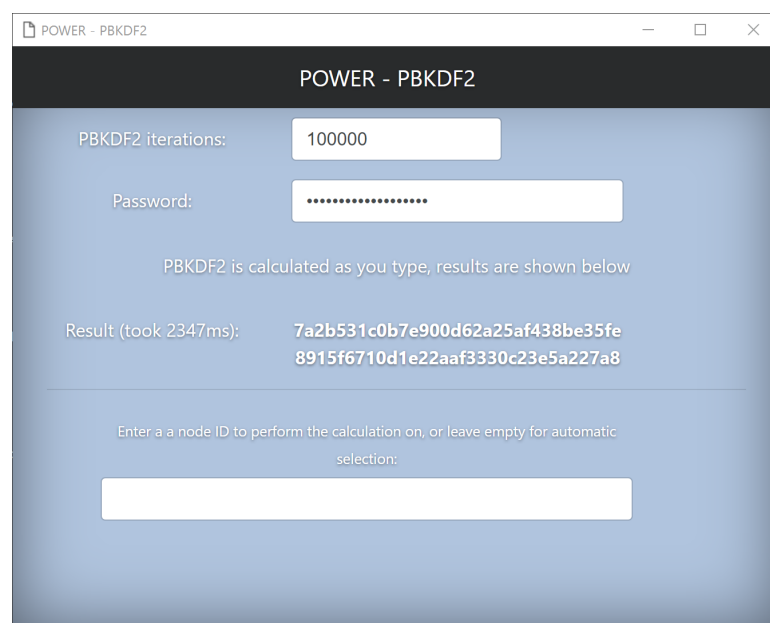 POWER - PBKDF2
POWER - PBKDF2
PBKDF2 iterations:
100000
Password:
•••••••••••••••••••
PBKDF2 is calculated as you type, results are shown below
Result (took 2347ms):
7a2b531c0b7e900d62a25af438be35fe
8915f6710d1e22aaf3330c23e5a227a8
Enter a a node ID to perform the calculation on, or leave empty for automatic
selection: